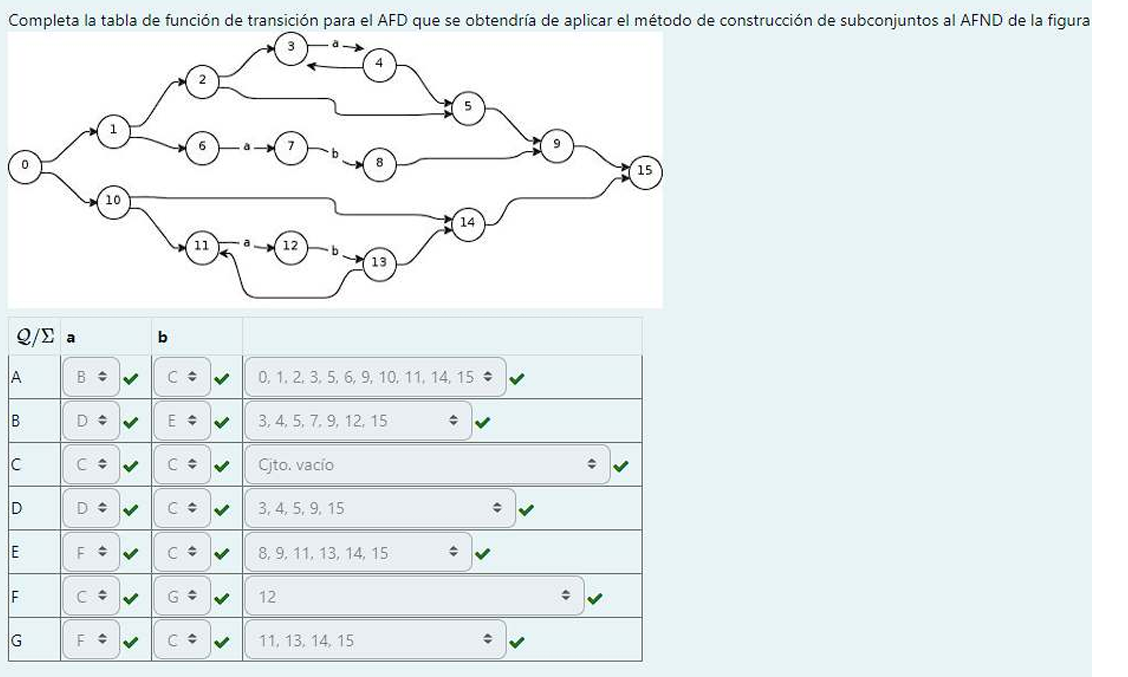 Completa la tabla de función de transición para el AFD que se obtendría de aplicar el método de construcción de subconjuntos al AFND de la figura
3 a
4
2
5
1
6 a 7 b 8
9
0
15
10
14
11 a 12 b 13
Q/Σ a b
A B C 0, 1, 2, 3, 5, 6, 9, 10, 11, 14, 15
B D E 3, 4, 5, 7, 9, 12, 15
C C C Cjto. vacío
D D C 3, 4, 5, 9, 15
E F C 8, 9, 11, 13, 14, 15
F C G 12
G F C 11, 13, 14, 15